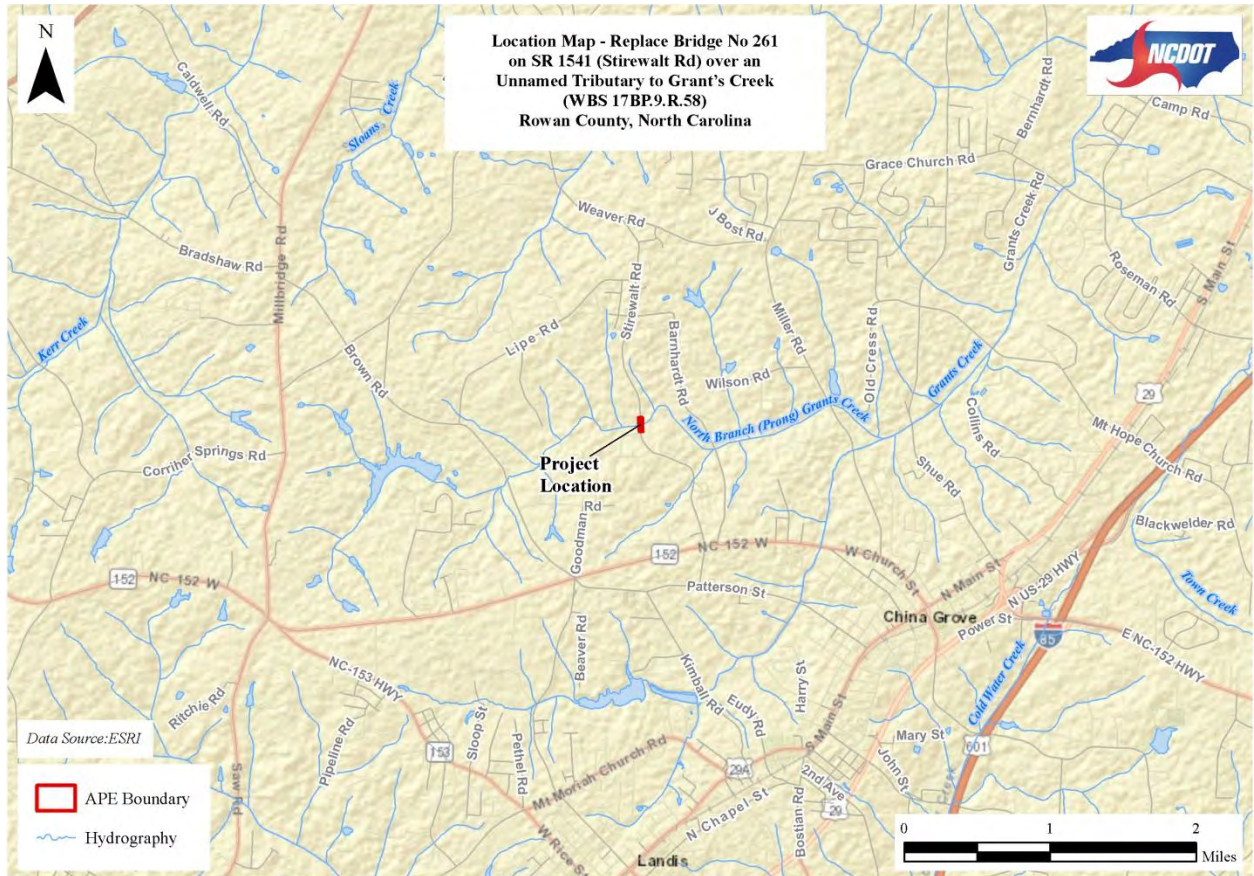 N
Location Map - Replace Bridge No 261
on SR 1541 (Stirewalt Rd) over an
Unnamed Tributary to Grant's Creek
(WBS 17BP.9.R.58)
Rowan County, North Carolina
NCDOT
Caldwell Rd
Sloans Creek
Bernhardt Rd
Camp Rd
Grace Church Rd
Weaver Rd
J Bost Rd
Grants Creek Rd
Bradshaw Rd
Millbridge Rd
Stirewalt Rd
Roseman Rd
S Main St
Kerr Creek
Lipe Rd
Barnhardt Rd
Miller Rd
Old Cress Rd
Brown Rd
Wilson Rd
Grants Creek
29
North Branch (Prong) Grants Creek
Collins Rd
Mt Hope Church Rd
Corriher Springs Rd
Project
Location
Shue Rd
Goodman Rd
Blackwelder Rd
152
NC 152 W
152
NC 152 W
W Church St
N Main St
N US-29 HWY
Town Creek
Patterson St
China Grove
Power St
85
E NC-152 HWY
Beaver Rd
NC-153 HWY
Kimball Rd
Eudy Rd
Harry St
Cold Water Creek
Ritchie Rd
Pipeline Rd
153
Sloop St
Pethel Rd
S Main St
Mary St
601
Saw Rd
Mt Moriah Church Rd
29A
John St
2nd Ave
29
N Chapel St
Bostian Rd
Creek
W Rice St
Landis
Data Source:ESRI
APE Boundary
Hydrography
0 1 2
Miles